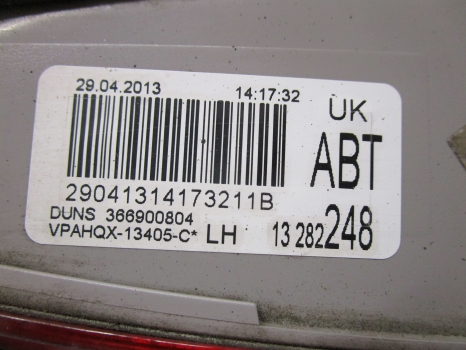 29.04.2013 14:17:32 UK
ABT
29041314173211B
DUNS 366900804
VPAHQX-13405-C* LH 13 282 248